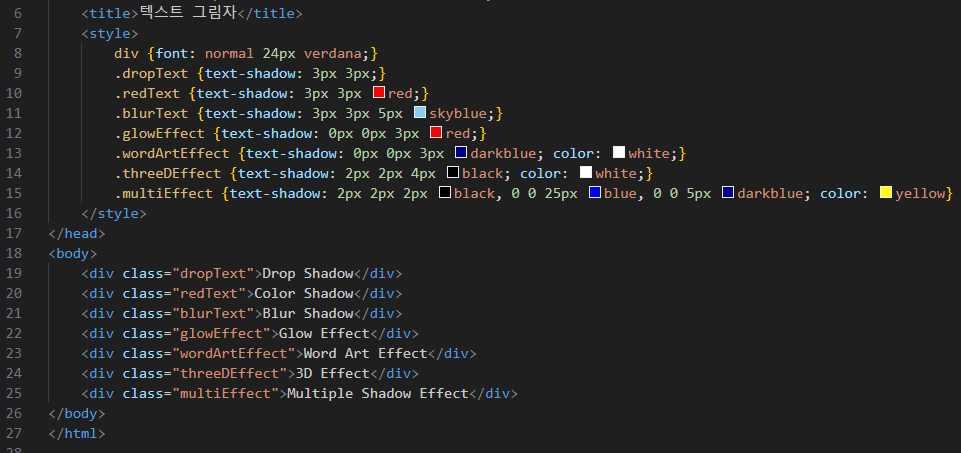 6 <title>텍스트 그림자</title>
7 <style>
8 div {font: normal 24px verdana;}
9 .dropText {text-shadow: 3px 3px;}
10 .redText {text-shadow: 3px 3px red;}
11 .blurText {text-shadow: 3px 3px 5px skyblue;}
12 .glowEffect {text-shadow: 0px 0px 3px red;}
13 .wordArtEffect {text-shadow: 0px 0px 3px darkblue; color: white;}
14 .threeDEffect {text-shadow: 2px 2px 4px black; color: white;}
15 .multiEffect {text-shadow: 2px 2px 2px black, 0 0 25px blue, 0 0 5px darkblue; color: yellow}
16 </style>
17 </head>
18 <body>
19 <div class="dropText">Drop Shadow</div>
20 <div class="redText">Color Shadow</div>
21 <div class="blurText">Blur Shadow</div>
22 <div class="glowEffect">Glow Effect</div>
23 <div class="wordArtEffect">Word Art Effect</div>
24 <div class="threeDEffect">3D Effect</div>
25 <div class="multiEffect">Multiple Shadow Effect</div>
26 </body>
27 </html>
28